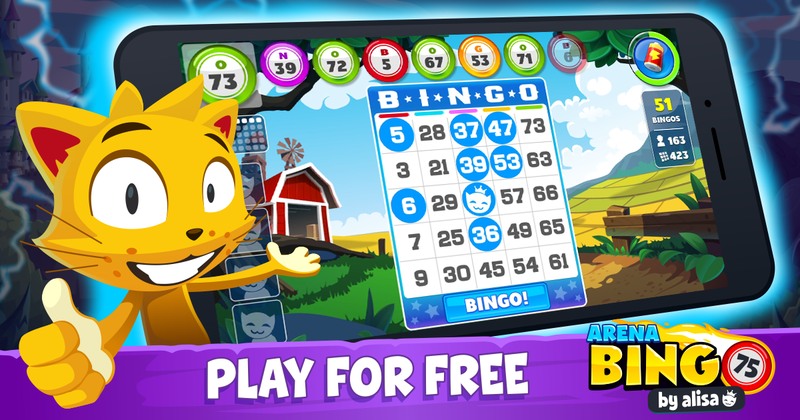 O 73
N 39
O 72
B 5
O 67
G 53
O 71
6
BINGO
5 28 37 47 73
3 21 39 53 63
6 29 57 66
7 25 36 49 65
9 30 45 54 61
BINGO!
51
BINGOS
163
423
PLAY FOR FREE
ARENA
BINGO 75
by alisa